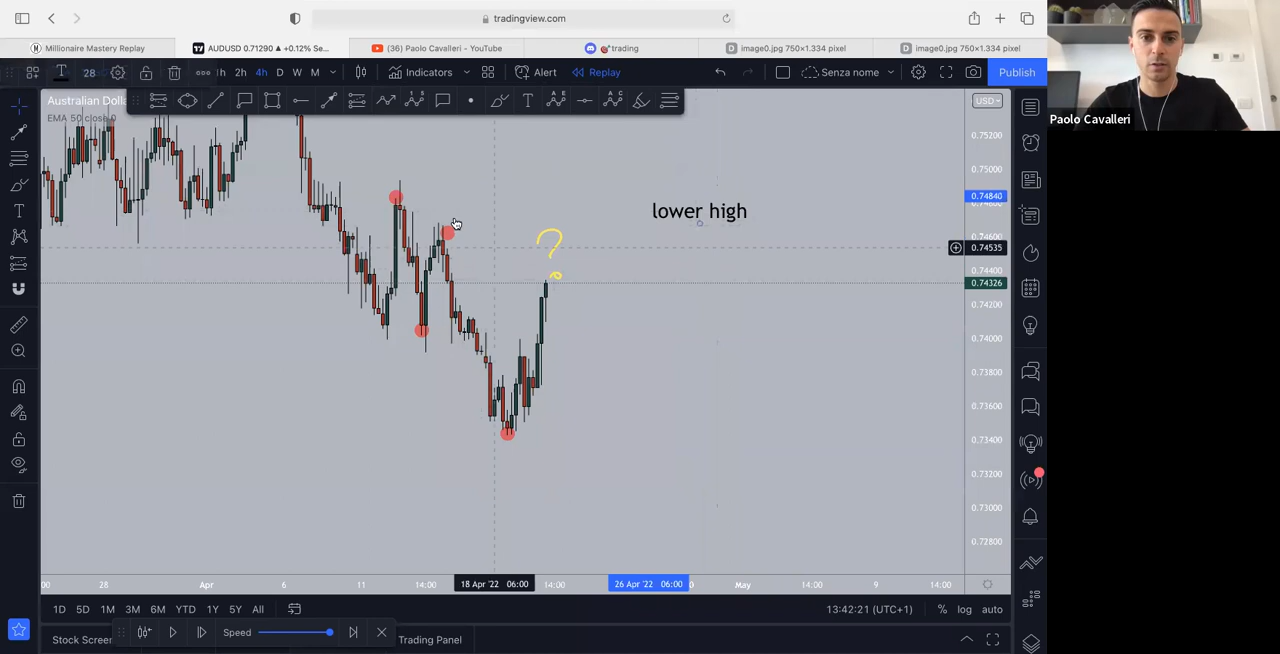 tradingview.com
Millionaire Mastery Replay
AUDUSD 0.71290 ▲ +0.12% Se...
(36) Paolo Cavalleri - YouTube
trading
image0.jpg 750×1.334 pixel
image0.jpg 750×1.334 pixel
28
2h
4h
D
W
M
Indicators
Alert
Replay
Senza nome
Publish
Paolo Cavalleri
Australian Dolla
EMA 50 close 0
USD
0.75200
0.75000
0.74840
0.74600
0.74535
0.74400
0.74326
0.74200
0.74000
0.73800
0.73600
0.73400
0.73200
0.73000
0.72800
lower high
?
28
Apr
6
11
14:00
18 Apr '22 06:00
14:00
26 Apr '22 06:00
May
14:00
9
14:00
1D 5D 1M 3M 6M YTD 1Y 5Y All
13:42:21 (UTC+1)
% log auto
Stock Screen
Speed
Trading Panel